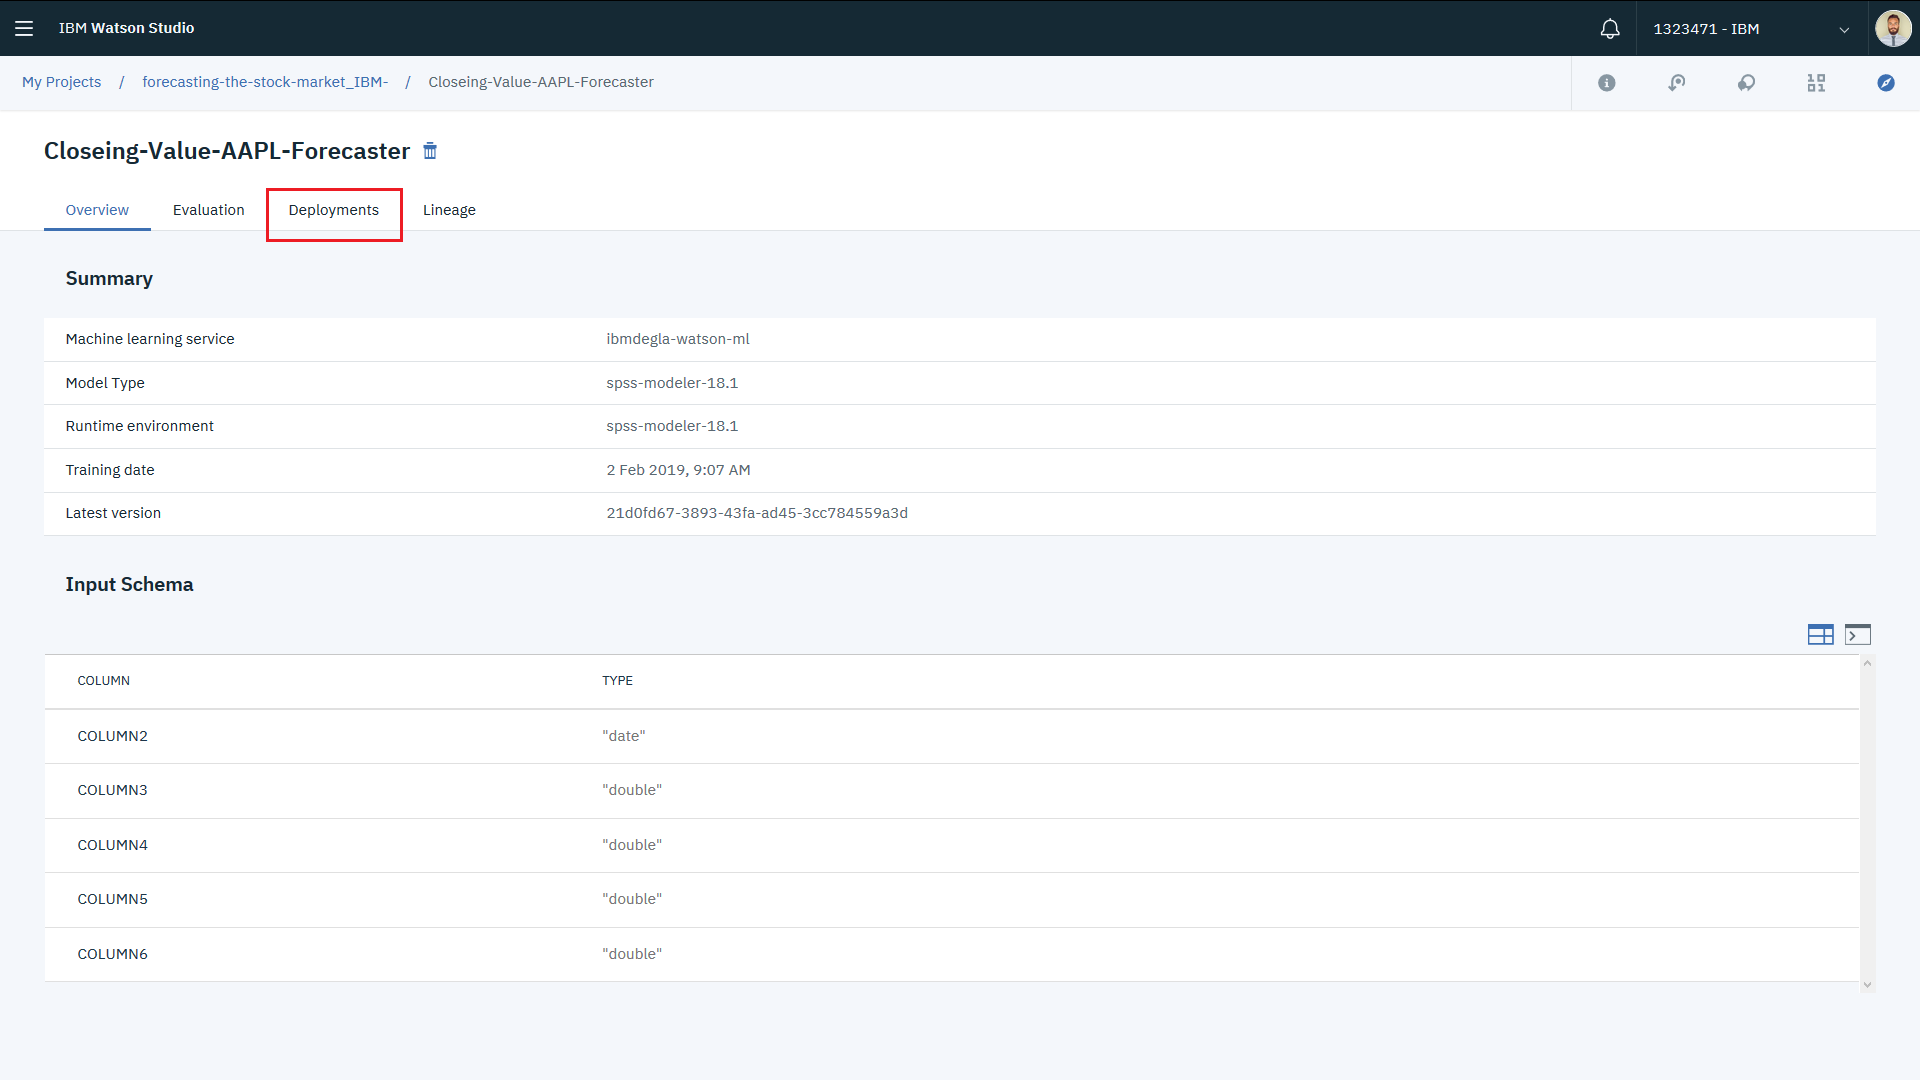 IBM Watson Studio
1323471 - IBM
My Projects / forecasting-the-stock-market_IBM- / Closeing-Value-AAPL-Forecaster
Closeing-Value-AAPL-Forecaster
Overview Evaluation Deployments Lineage
Summary
Machine learning service ibmdegla-watson-ml
Model Type spss-modeler-18.1
Runtime environment spss-modeler-18.1
Training date 2 Feb 2019, 9:07 AM
Latest version 21d0fd67-3893-43fa-ad45-3cc784559a3d
Input Schema
COLUMN TYPE
COLUMN2 "date"
COLUMN3 "double"
COLUMN4 "double"
COLUMN5 "double"
COLUMN6 "double"